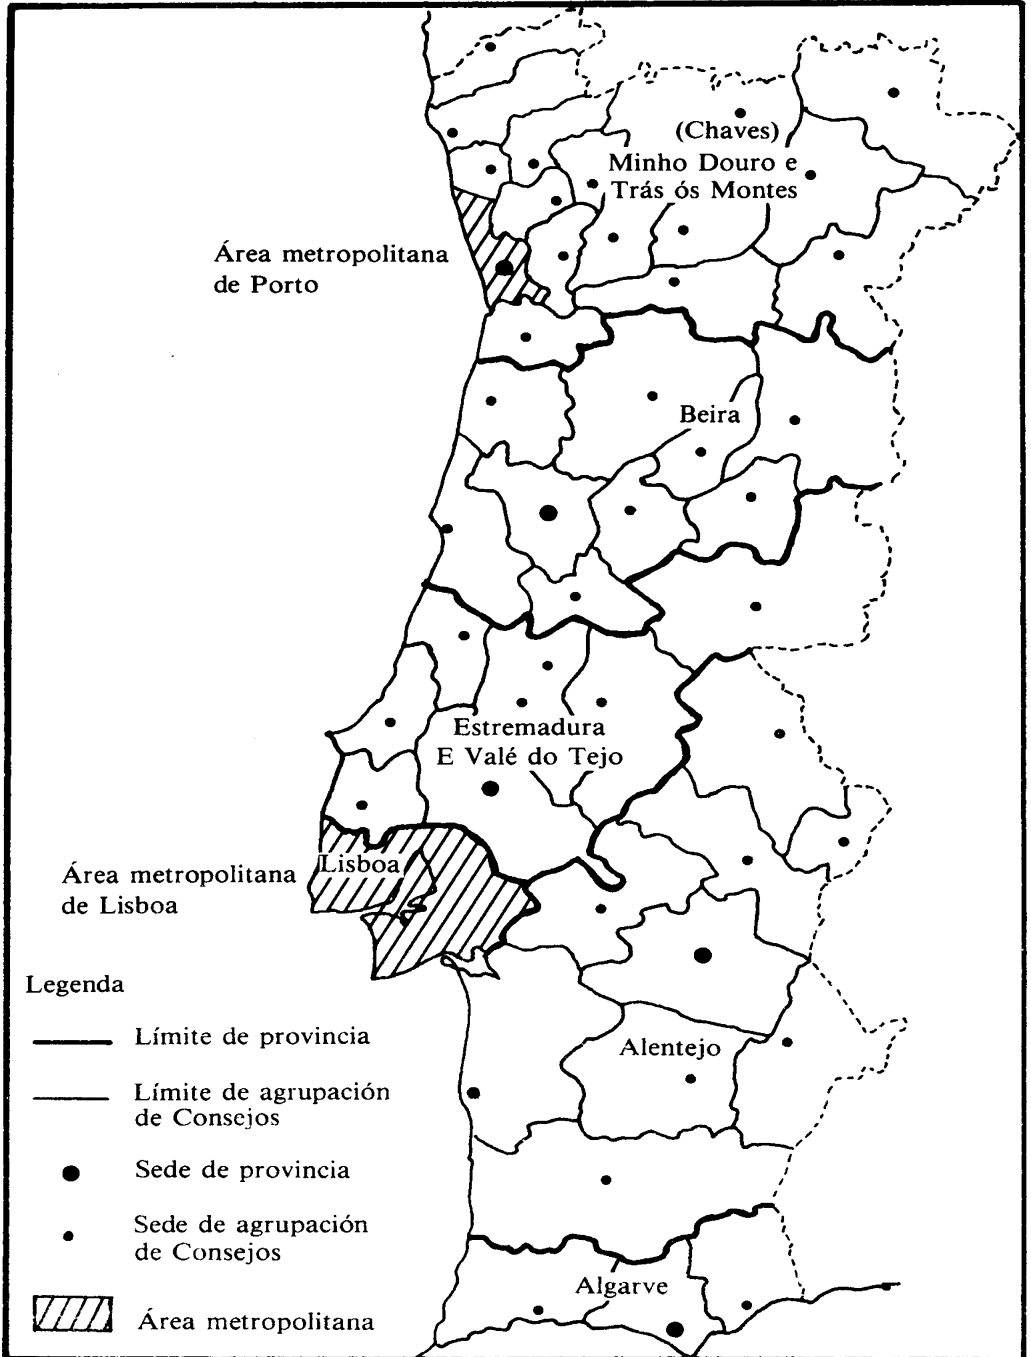 (Chaves)
Minho Douro e
Trás ós Montes
Área metropolitana
de Porto
Beira
Estremadura
E Valé do Tejo
Lisboa
Área metropolitana
de Lisboa
Alentejo
Algarve
Legenda
Límite de provincia
Límite de agrupación
de Consejos
Sede de provincia
Sede de agrupación
de Consejos
Área metropolitana